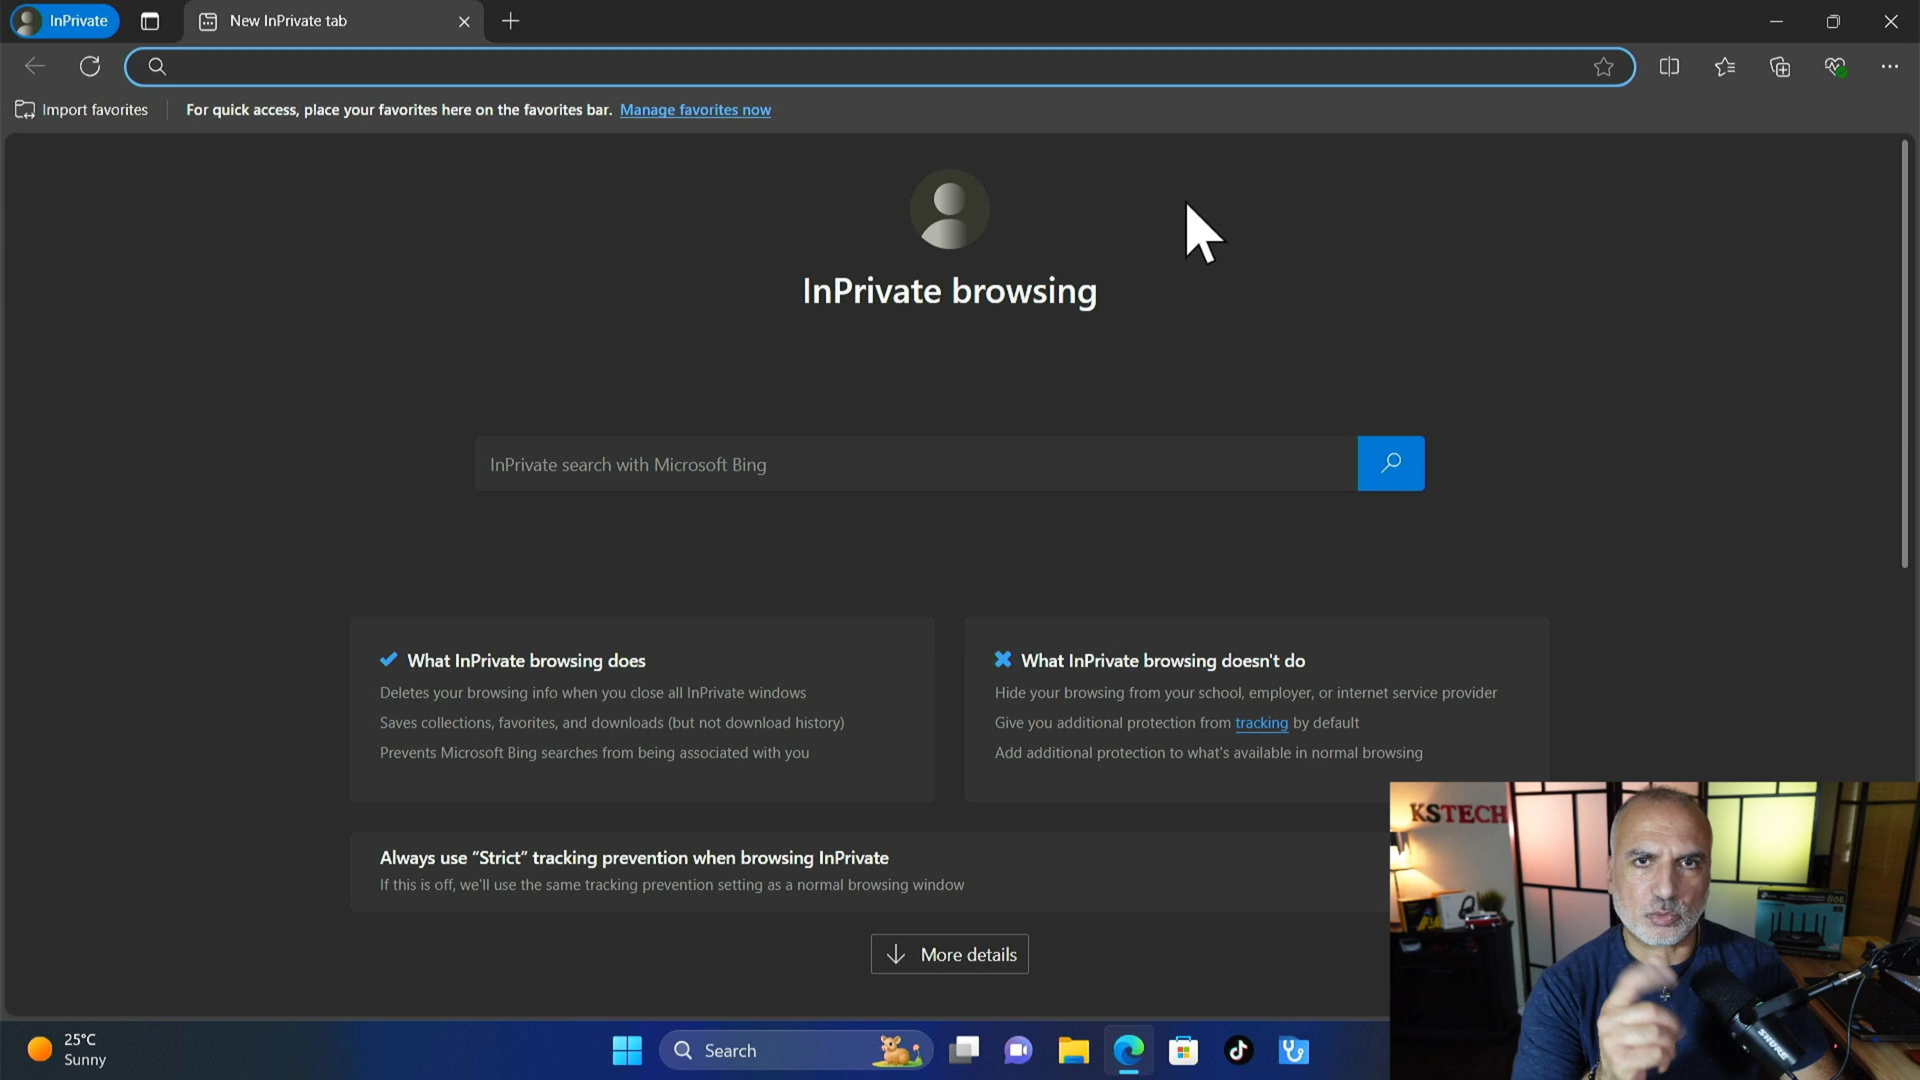 InPrivate
New InPrivate tab
Import favorites
For quick access, place your favorites here on the favorites bar. Manage favorites now
InPrivate browsing
InPrivate search with Microsoft Bing
What InPrivate browsing does
Deletes your browsing info when you close all InPrivate windows
Saves collections, favorites, and downloads (but not download history)
Prevents Microsoft Bing searches from being associated with you
What InPrivate browsing doesn't do
Hide your browsing from your school, employer, or internet service provider
Give you additional protection from tracking by default
Add additional protection to what's available in normal browsing
Always use “Strict” tracking prevention when browsing InPrivate
If this is off, we'll use the same tracking prevention setting as a normal browsing window
More details
KSTECH
SHURE
25°C
Sunny
Search